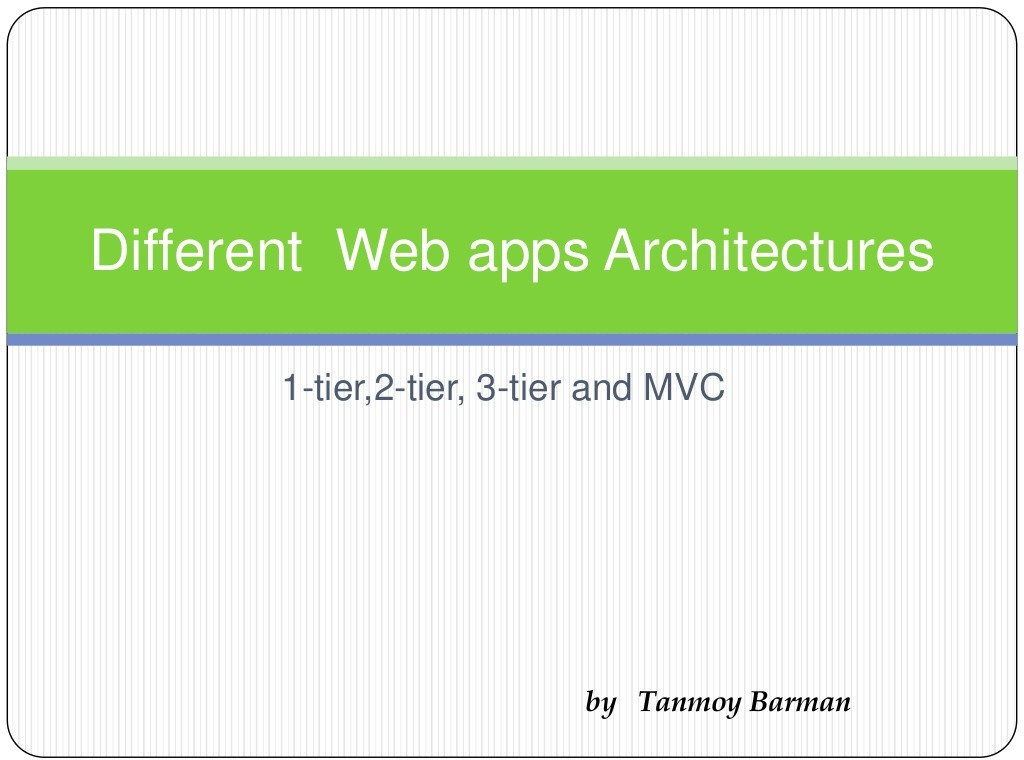 Different  Web apps Architectures
1-tier,2-tier, 3-tier and MVC
by   Tanmoy Barman